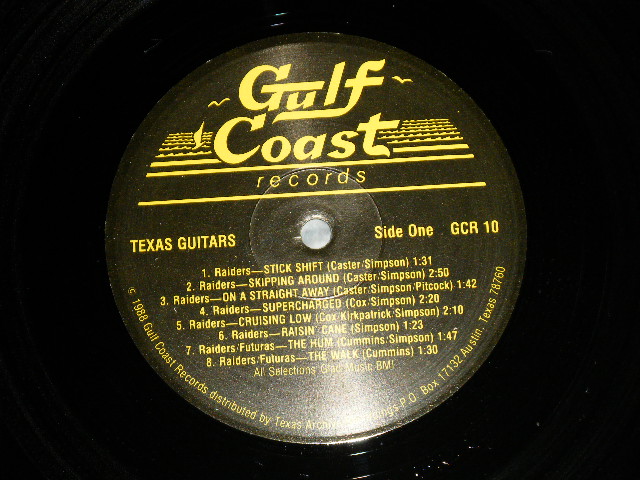 Gulf
Coast
records
TEXAS GUITARS
Side One GCR 10
1. Raiders—STICK SHIFT (Caster/Simpson) 1:31
2. Raiders—SKIPPING AROUND (Caster/Simpson) 2:50
3. Raiders—ON A STRAIGHT AWAY (Caster/Simpson/Pitcock) 1:42
4. Raiders—SUPERCHARGED (Cox/Simpson) 2:20
5. Raiders—CRUISING LOW (Cox/Kirkpatrick/Simpson) 2:10
6. Raiders—RAISIN' CANE (Simpson) 1:23
7. Raiders/Futuras—THE HUM (Cummins/Simpson) 1:47
8. Raiders/Futuras—THE WALK (Cummins) 1:30
All Selections Glad Music BMI
© 1988 Gulf Coast Records distributed by Texas P.O. Box 17132 Austin, Texas 78760